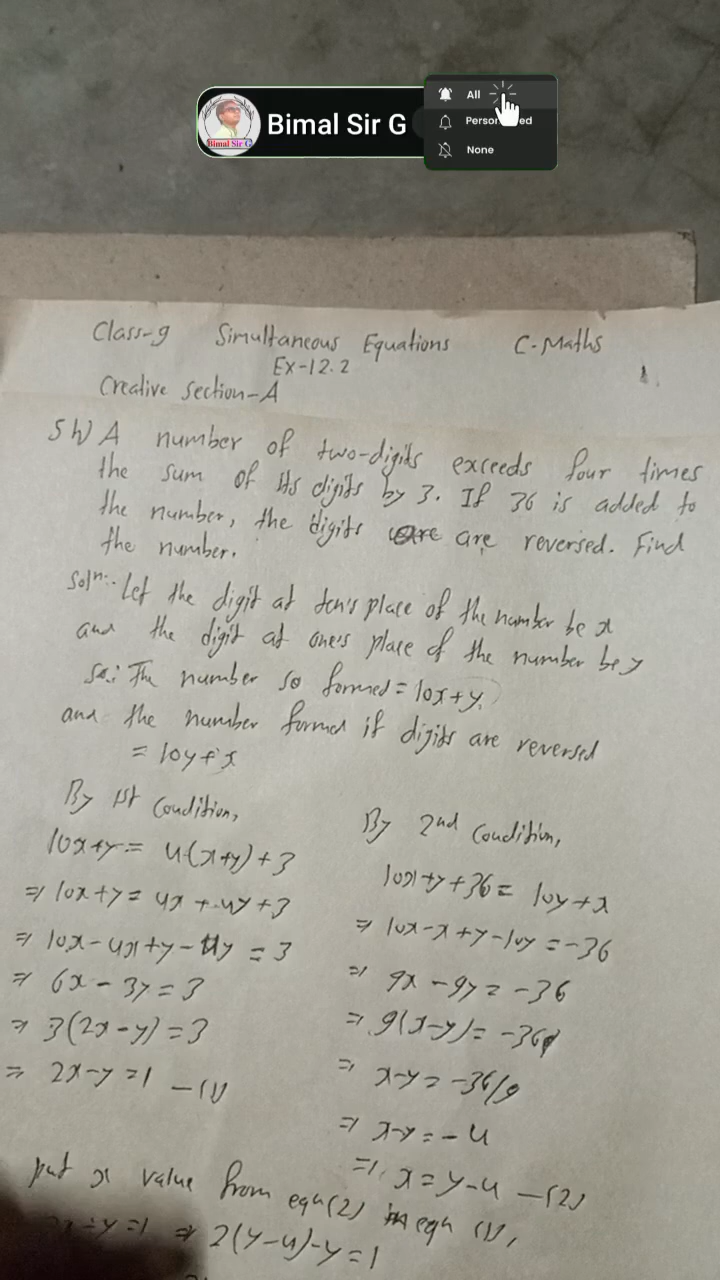 Bimal Sir G
All
None
Bimal Sir G
Class-9 Simultaneous Equations C. Maths
Ex-12.2
Creative section-A
5 A number of two-digits exceeds four times
the sum of its digits by 3. If 36 is added to
the number, the digits are reversed. Find
the number.
Solⁿ:- Let the digit at ten's place of the number be x
and the digit at one's place of the number be y
So: The number so formed = 10x+y.
and the number formed if digits are reversed
= 10y+x
By 1st condition,
10x+y = 4(x+y)+3
⇒ 10x+y = 4x+4y+3
⇒ 10x-4x+y-4y = 3
⇒ 6x-3y = 3
⇒ 3(2x-y) = 3
⇒ 2x-y = 1 —(1)
By 2nd condition,
10x+y+36 = 10y+x
⇒ 10x-x+y-10y = -36
⇒ 9x-9y = -36
⇒ 9(x-y) = -36
⇒ x-y = -36/9
⇒ x-y = -4
⇒ x = y-4 —(2)
put x value from eqn(2) in eqn (1),
2x-y = 1 ⇒ 2(y-4)-y = 1